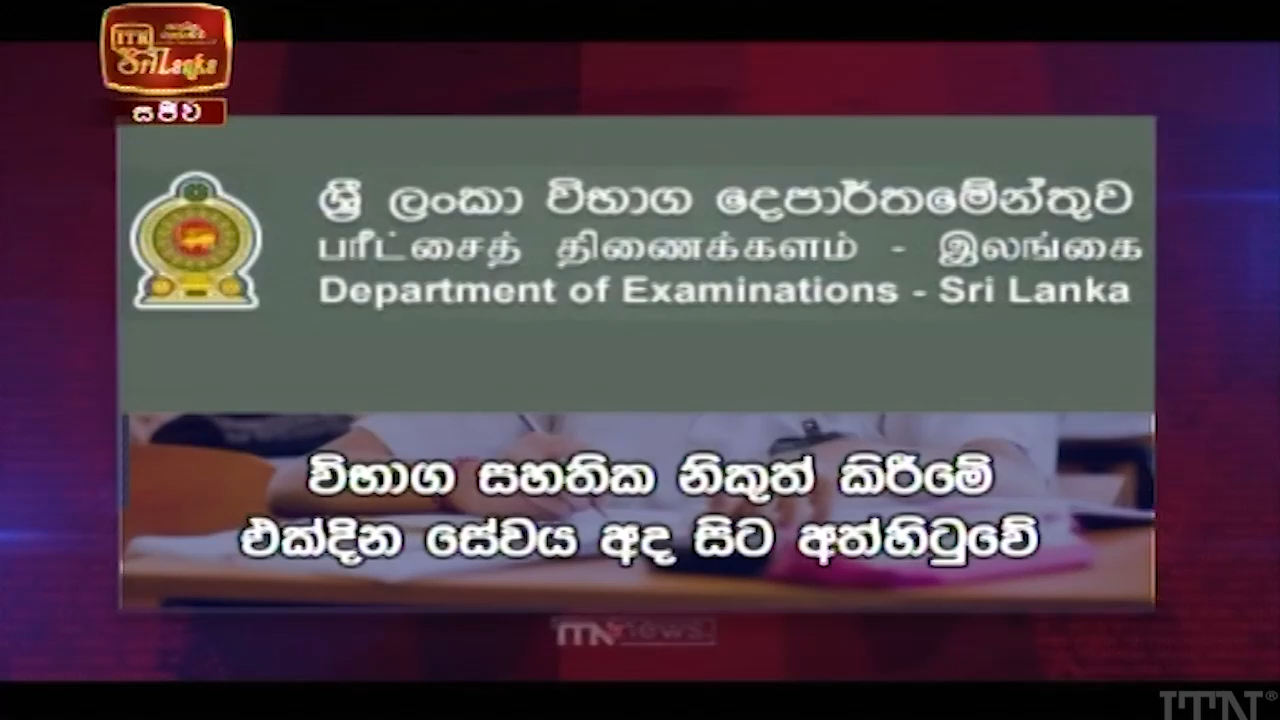 ITN
Sri Lanka
සජීව
ශ්‍රී ලංකා විභාග දෙපාර්තමේන්තුව
பரீட்சைத் திணைக்களம் - இலங்கை
Department of Examinations - Sri Lanka
විභාග සහතික නිකුත් කිරීමේ
එක්දින සේවය අද සිට අත්හිටුවේ
ITN news
ITN®